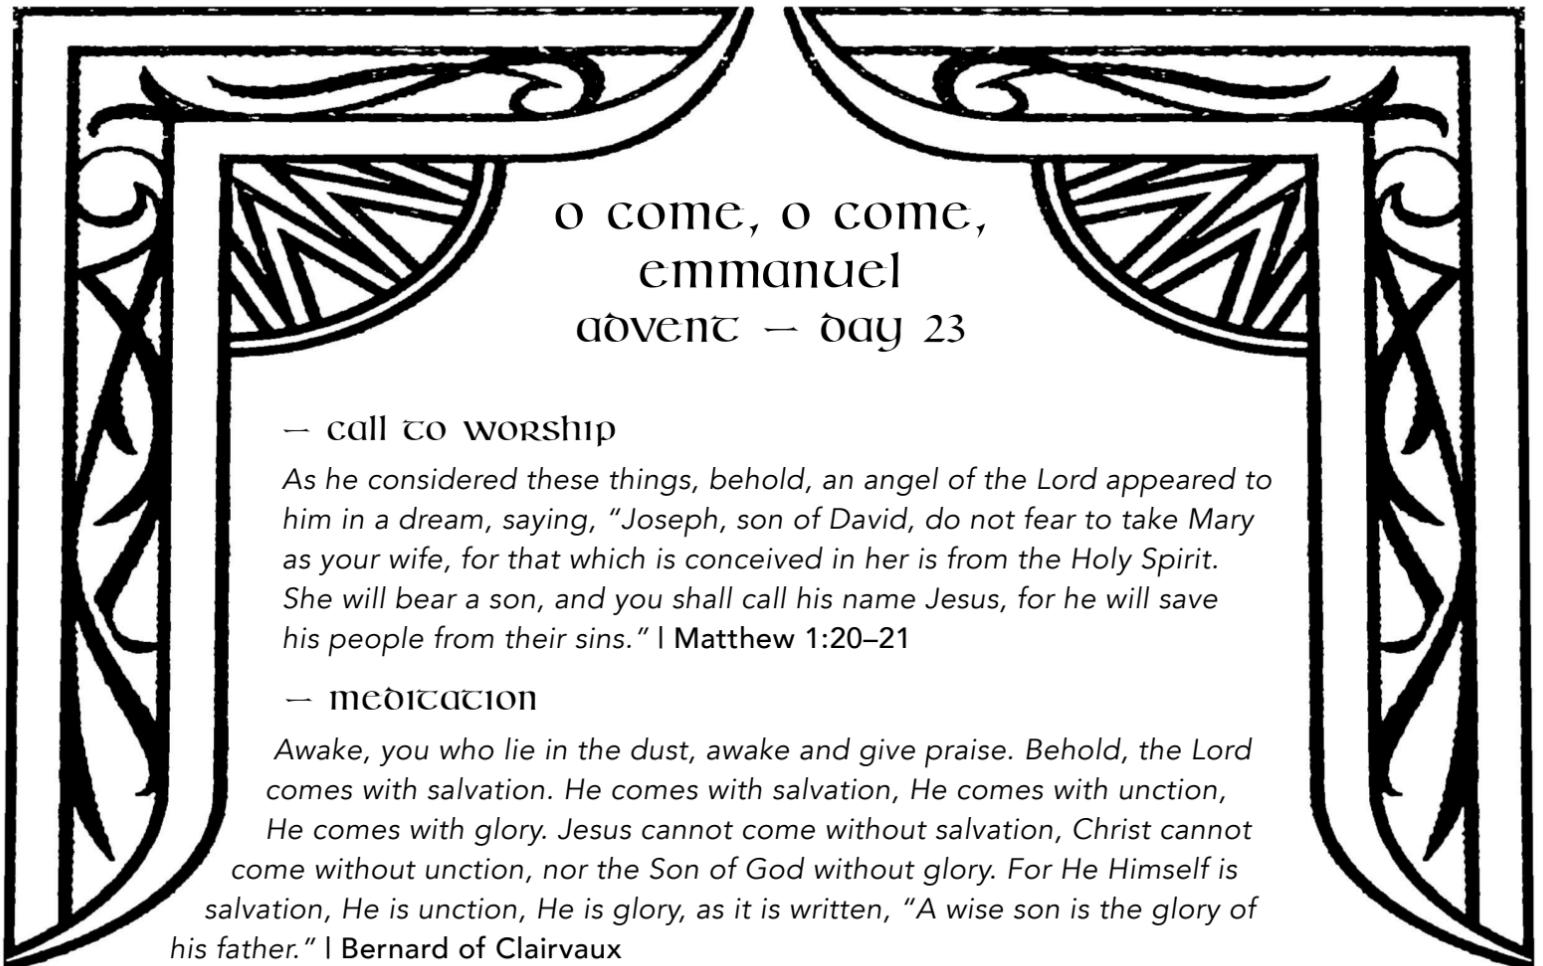 o come, o come,
emmanuel
advent – day 23
– call to worship
As he considered these things, behold, an angel of the Lord appeared to
him in a dream, saying, “Joseph, son of David, do not fear to take Mary
as your wife, for that which is conceived in her is from the Holy Spirit.
She will bear a son, and you shall call his name Jesus, for he will save
his people from their sins.” | Matthew 1:20–21
– meditation
Awake, you who lie in the dust, awake and give praise. Behold, the Lord
comes with salvation. He comes with salvation, He comes with unction,
He comes with glory. Jesus cannot come without salvation, Christ cannot
come without unction, nor the Son of God without glory. For He Himself is
salvation, He is unction, He is glory, as it is written, “A wise son is the glory of
his father.” | Bernard of Clairvaux